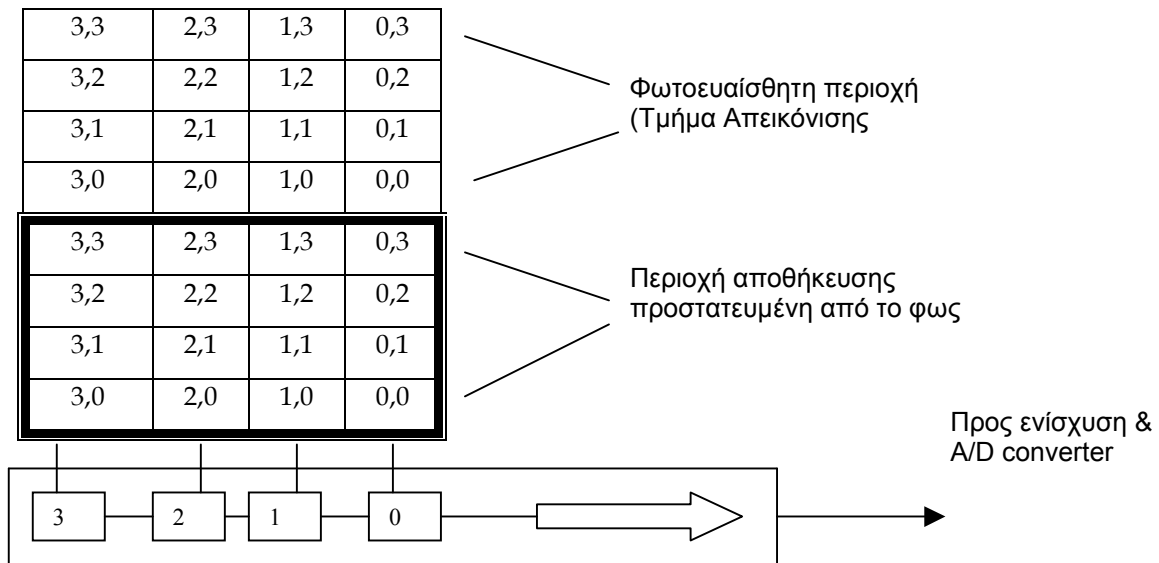 3,3 2,3 1,3 0,3
3,2 2,2 1,2 0,2
3,1 2,1 1,1 0,1
3,0 2,0 1,0 0,0
Φωτοευαίσθητη περιοχή
(Τμήμα Απεικόνισης
3,3 2,3 1,3 0,3
3,2 2,2 1,2 0,2
3,1 2,1 1,1 0,1
3,0 2,0 1,0 0,0
Περιοχή αποθήκευσης
προστατευμένη από το φως
Προς ενίσχυση &
A/D converter
3 2 1 0